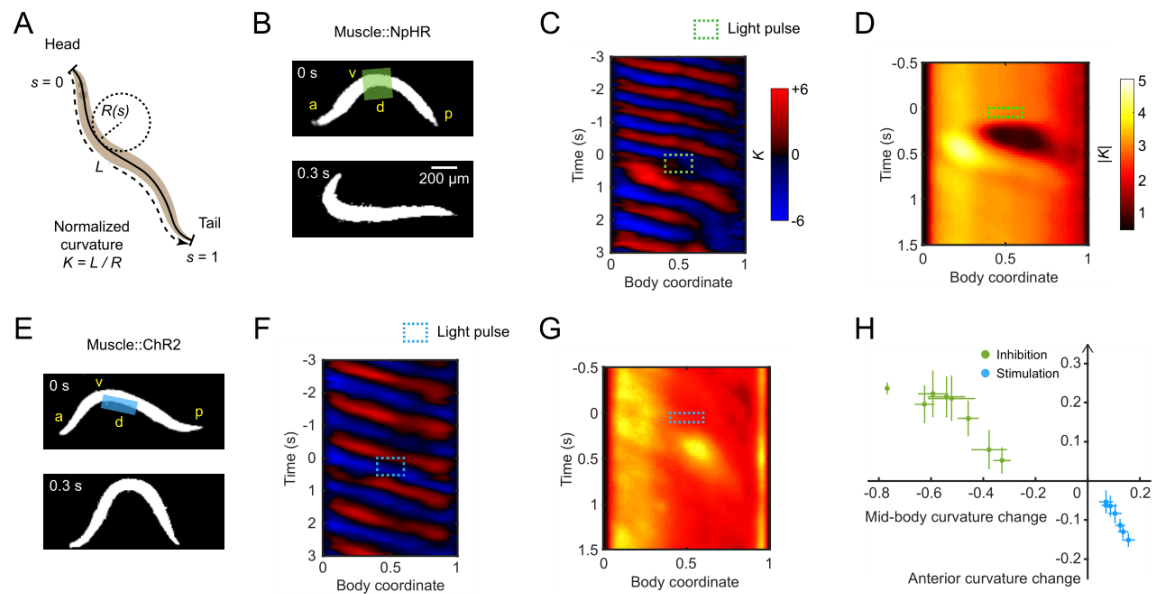 A
Head
s = 0
R(s)
L
Normalized
curvature
K = L / R
Tail
s = 1
B
Muscle::NpHR
0 s
v
a
d
p
0.3 s
200 µm
C
Light pulse
-3
-2
-1
0
1
2
3
Time (s)
0
0.5
1
Body coordinate
+6
0
-6
K
D
-0.5
0
0.5
1
1.5
Time (s)
0
0.5
1
Body coordinate
5
4
3
2
1
|K|
E
Muscle::ChR2
0 s
v
a
d
p
0.3 s
F
Light pulse
-3
-2
-1
0
1
2
3
Time (s)
0
0.5
1
Body coordinate
G
-0.5
0
0.5
1
1.5
Time (s)
0
0.5
1
Body coordinate
H
Inhibition
Stimulation
0.3
0.2
0.1
0
-0.1
-0.2
-0.8
-0.6
-0.4
-0.2
0.2
Mid-body curvature change
Anterior curvature change